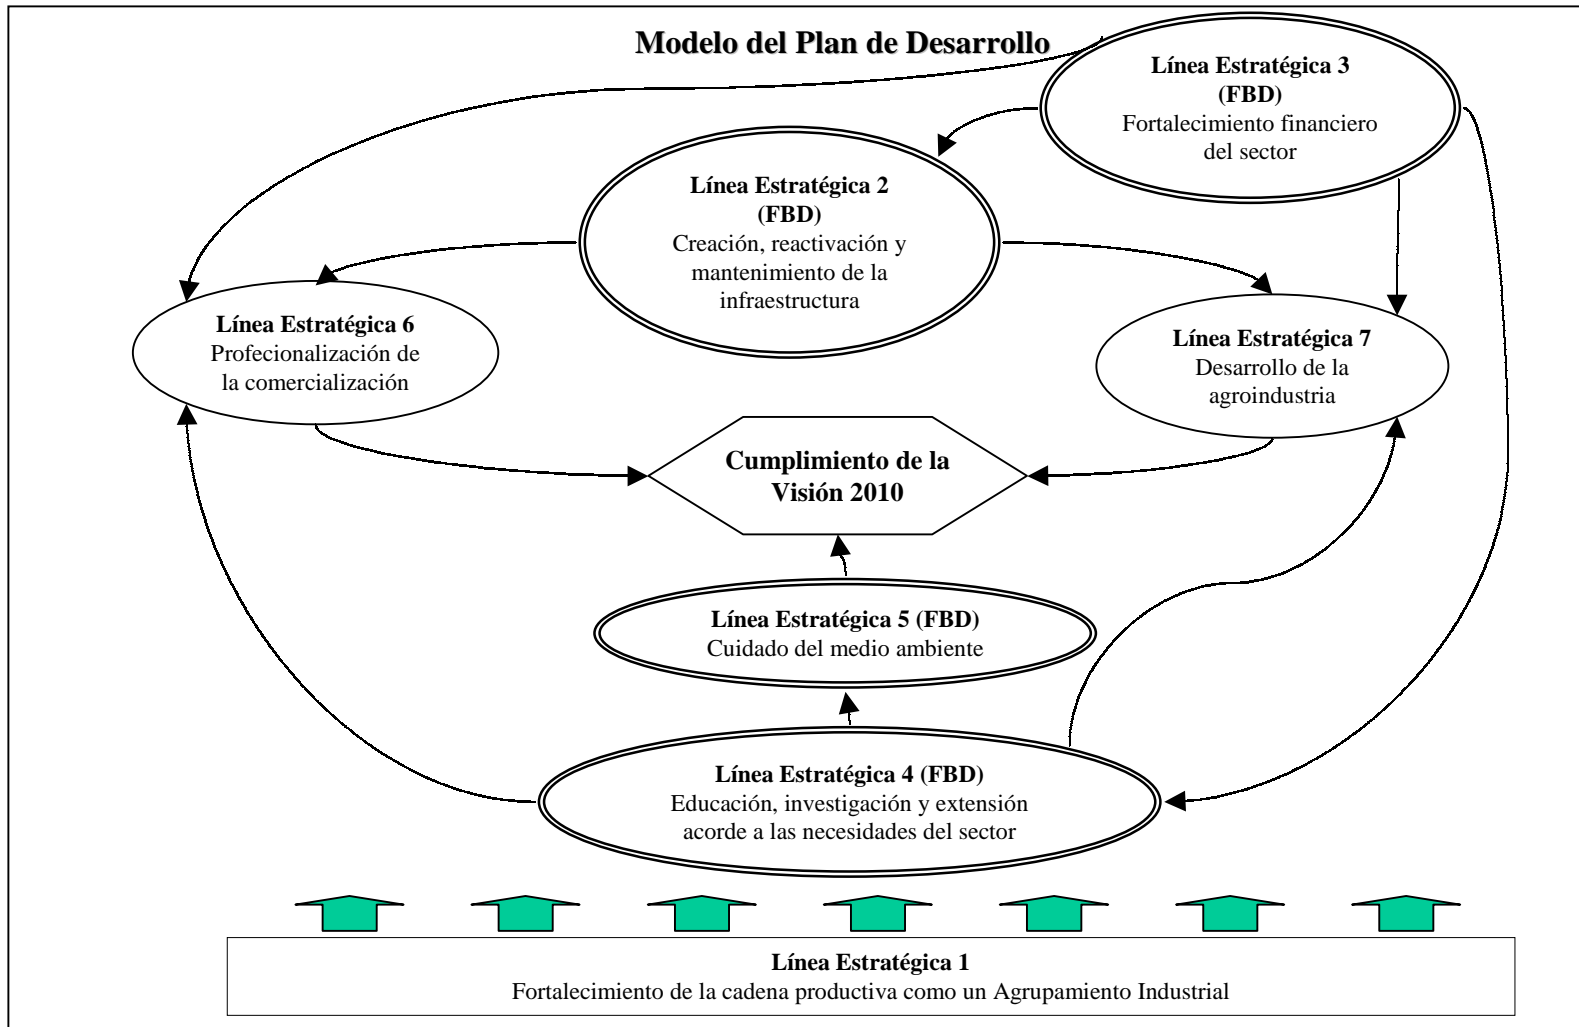 Modelo del Plan de Desarrollo
Línea Estratégica 3
(FBD)
Fortalecimiento financiero
del sector
Línea Estratégica 2
(FBD)
Creación, reactivación y
mantenimiento de la
infraestructura
Línea Estratégica 6
Profecionalización de
la comercialización
Línea Estratégica 7
Desarrollo de la
agroindustria
Cumplimiento de la
Visión 2010
Línea Estratégica 5 (FBD)
Cuidado del medio ambiente
Línea Estratégica 4 (FBD)
Educación, investigación y extensión
acorde a las necesidades del sector
Línea Estratégica 1
Fortalecimiento de la cadena productiva como un Agrupamiento Industrial